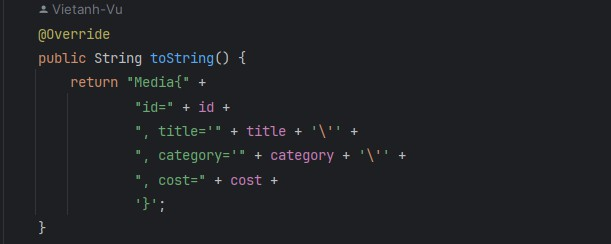 Vietanh-Vu
@Override
public String toString() {
    return "Media{" +
            "id=" + id +
            ", title='" + title + '\'' +
            ", category='" + category + '\'' +
            ", cost=" + cost +
            '}';
}